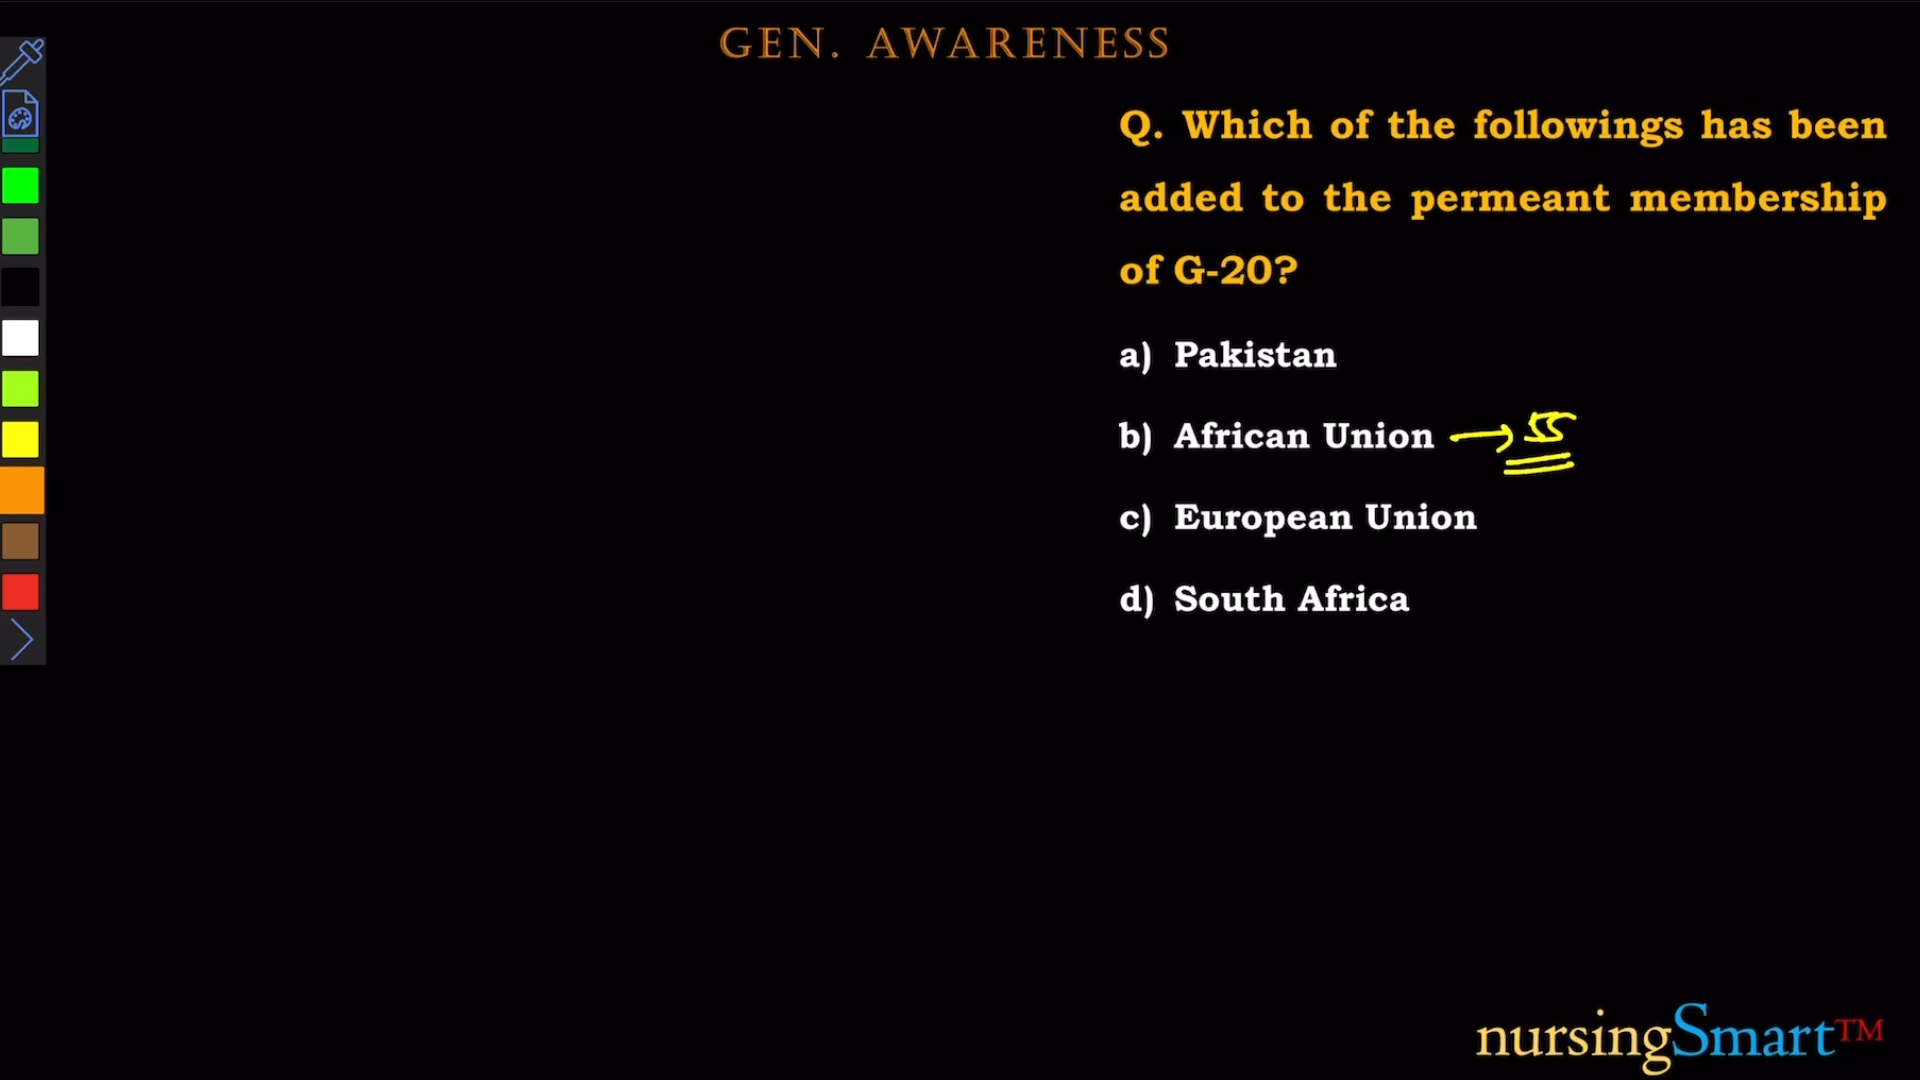 GEN. AWARENESS
Q. Which of the followings has been
added to the permeant membership
of G-20?
a) Pakistan
b) African Union → 55
c) European Union
d) South Africa
nursingSmart™